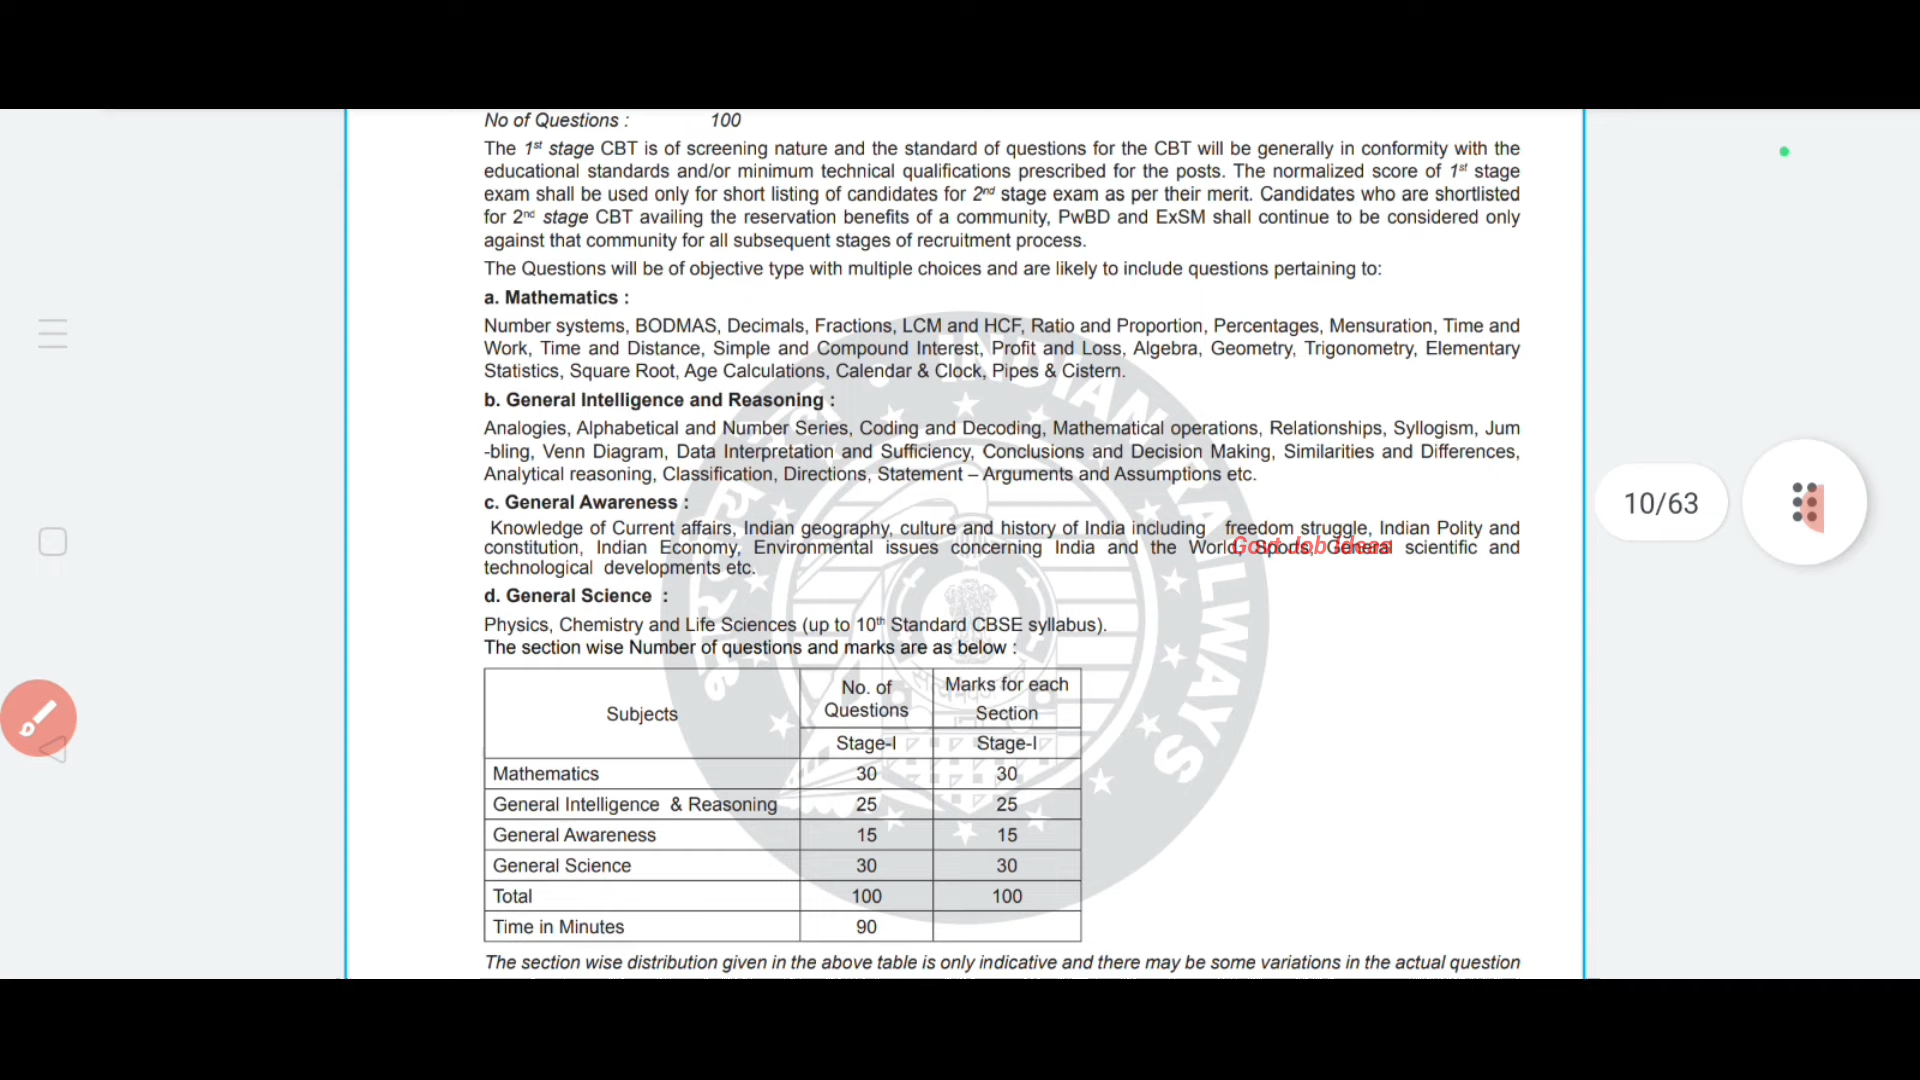 No of Questions : 100
The 1st stage CBT is of screening nature and the standard of questions for the CBT will be generally in conformity with the
educational standards and/or minimum technical qualifications prescribed for the posts. The normalized score of 1st stage
exam shall be used only for short listing of candidates for 2nd stage exam as per their merit. Candidates who are shortlisted
for 2nd stage CBT availing the reservation benefits of a community, PwBD and ExSM shall continue to be considered only
against that community for all subsequent stages of recruitment process.
The Questions will be of objective type with multiple choices and are likely to include questions pertaining to:
a. Mathematics :
Number systems, BODMAS, Decimals, Fractions, LCM and HCF, Ratio and Proportion, Percentages, Mensuration, Time and
Work, Time and Distance, Simple and Compound Interest, Profit and Loss, Algebra, Geometry, Trigonometry, Elementary
Statistics, Square Root, Age Calculations, Calendar & Clock, Pipes & Cistern.
b. General Intelligence and Reasoning :
Analogies, Alphabetical and Number Series, Coding and Decoding, Mathematical operations, Relationships, Syllogism, Jum
-bling, Venn Diagram, Data Interpretation and Sufficiency, Conclusions and Decision Making, Similarities and Differences,
Analytical reasoning, Classification, Directions, Statement – Arguments and Assumptions etc.
c. General Awareness :
Knowledge of Current affairs, Indian geography, culture and history of India including freedom struggle, Indian Polity and
constitution, Indian Economy, Environmental issues concerning India and the World, Sports, General scientific and
technological developments etc.
Govt Job Ideas
d. General Science :
Physics, Chemistry and Life Sciences (up to 10th Standard CBSE syllabus).
The section wise Number of questions and marks are as below :
Subjects No. of Questions Marks for each Section
Stage-I Stage-I
Mathematics 30 30
General Intelligence & Reasoning 25 25
General Awareness 15 15
General Science 30 30
Total 100 100
Time in Minutes 90
The section wise distribution given in the above table is only indicative and there may be some variations in the actual question
10/63
भारतीय रेल
INDIAN RAILWAYS